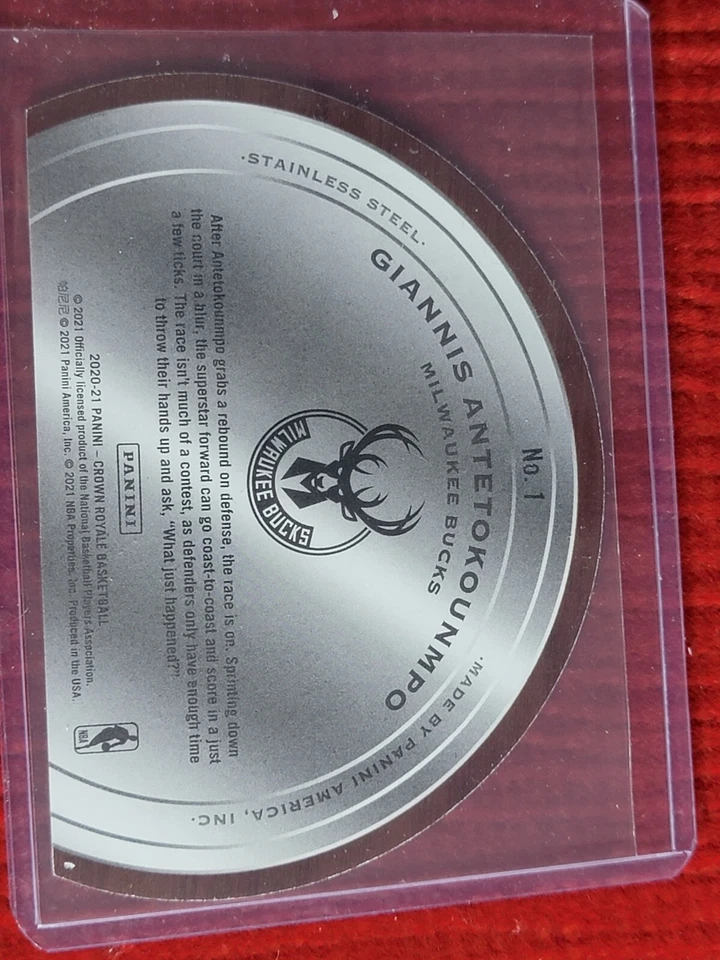 No. 1
·STAINLESS STEEL·
·MADE BY PANINI AMERICA, INC·
GIANNIS ANTETOKOUNMPO
MILWAUKEE BUCKS
MILWAUKEE BUCKS
After Antetokounmpo grabs a rebound on defense, the race is on. Sprinting down
the court in a blur, the superstar forward can go coast-to-coast and score in a just
a few ticks. The race isn't much of a contest, as defenders only have enough time
to throw their hands up and ask, "What just happened?"
PANINI
2020-21 PANINI – CROWN ROYALE BASKETBALL
© 2021 Officially licensed product of the National Basketball Players Association.
帕尼尼 © 2021 Panini America, Inc. © 2021 NBA Properties, Inc. Produced in the USA.
NBA